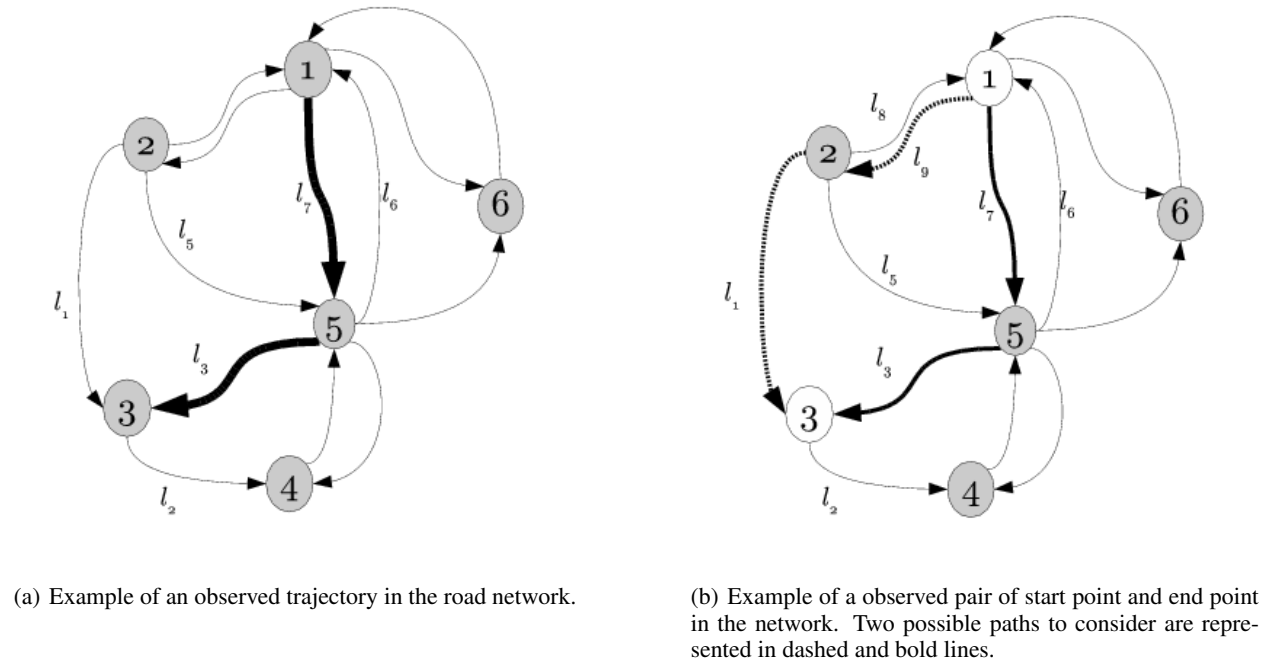 1
2
l₇
l₆
6
l₅
l₁
5
l₃
3
4
l₂
(a) Example of an observed trajectory in the road network.
1
l₈
2
l₉
l₇
l₆
6
l₅
l₁
5
l₃
3
4
l₂
(b) Example of a observed pair of start point and end point
in the network. Two possible paths to consider are repre-
sented in dashed and bold lines.